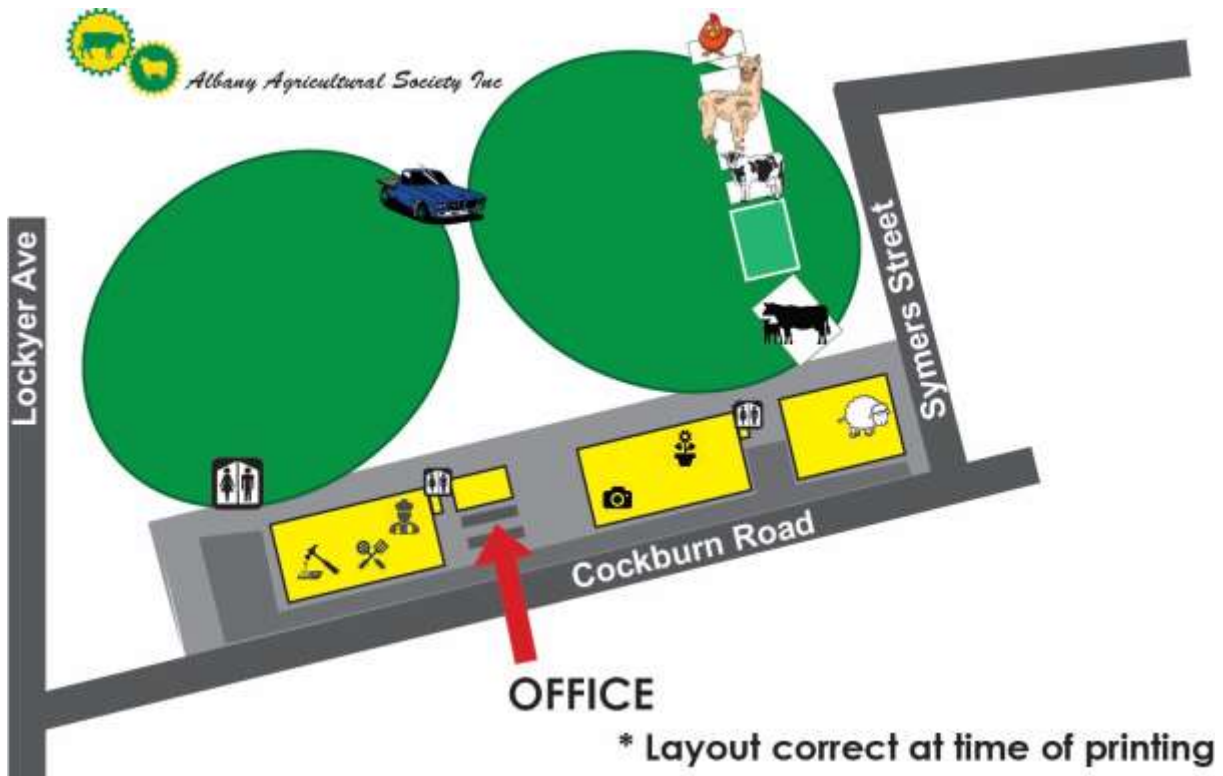 Albany Agricultural Society Inc
Lockyer Ave
Symers Street
Cockburn Road
OFFICE
* Layout correct at time of printing